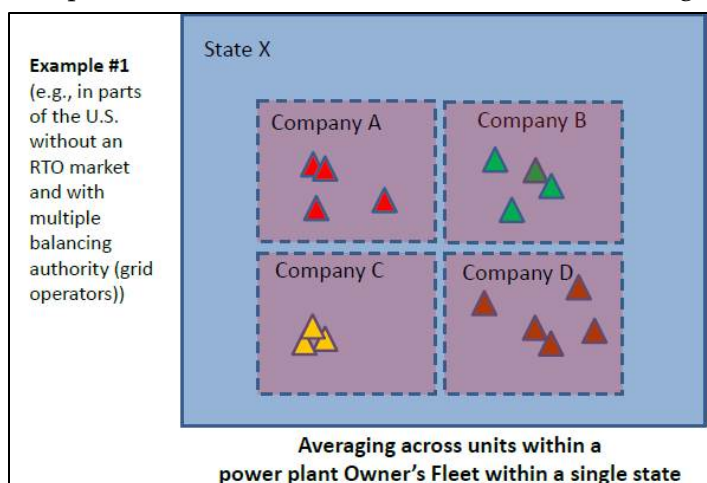 Example #1
(e.g., in parts
of the U.S.
without an
RTO market
and with
multiple
balancing
authority (grid
operators))
State X
Company A
Company B
Company C
Company D
Averaging across units within a
power plant Owner's Fleet within a single state